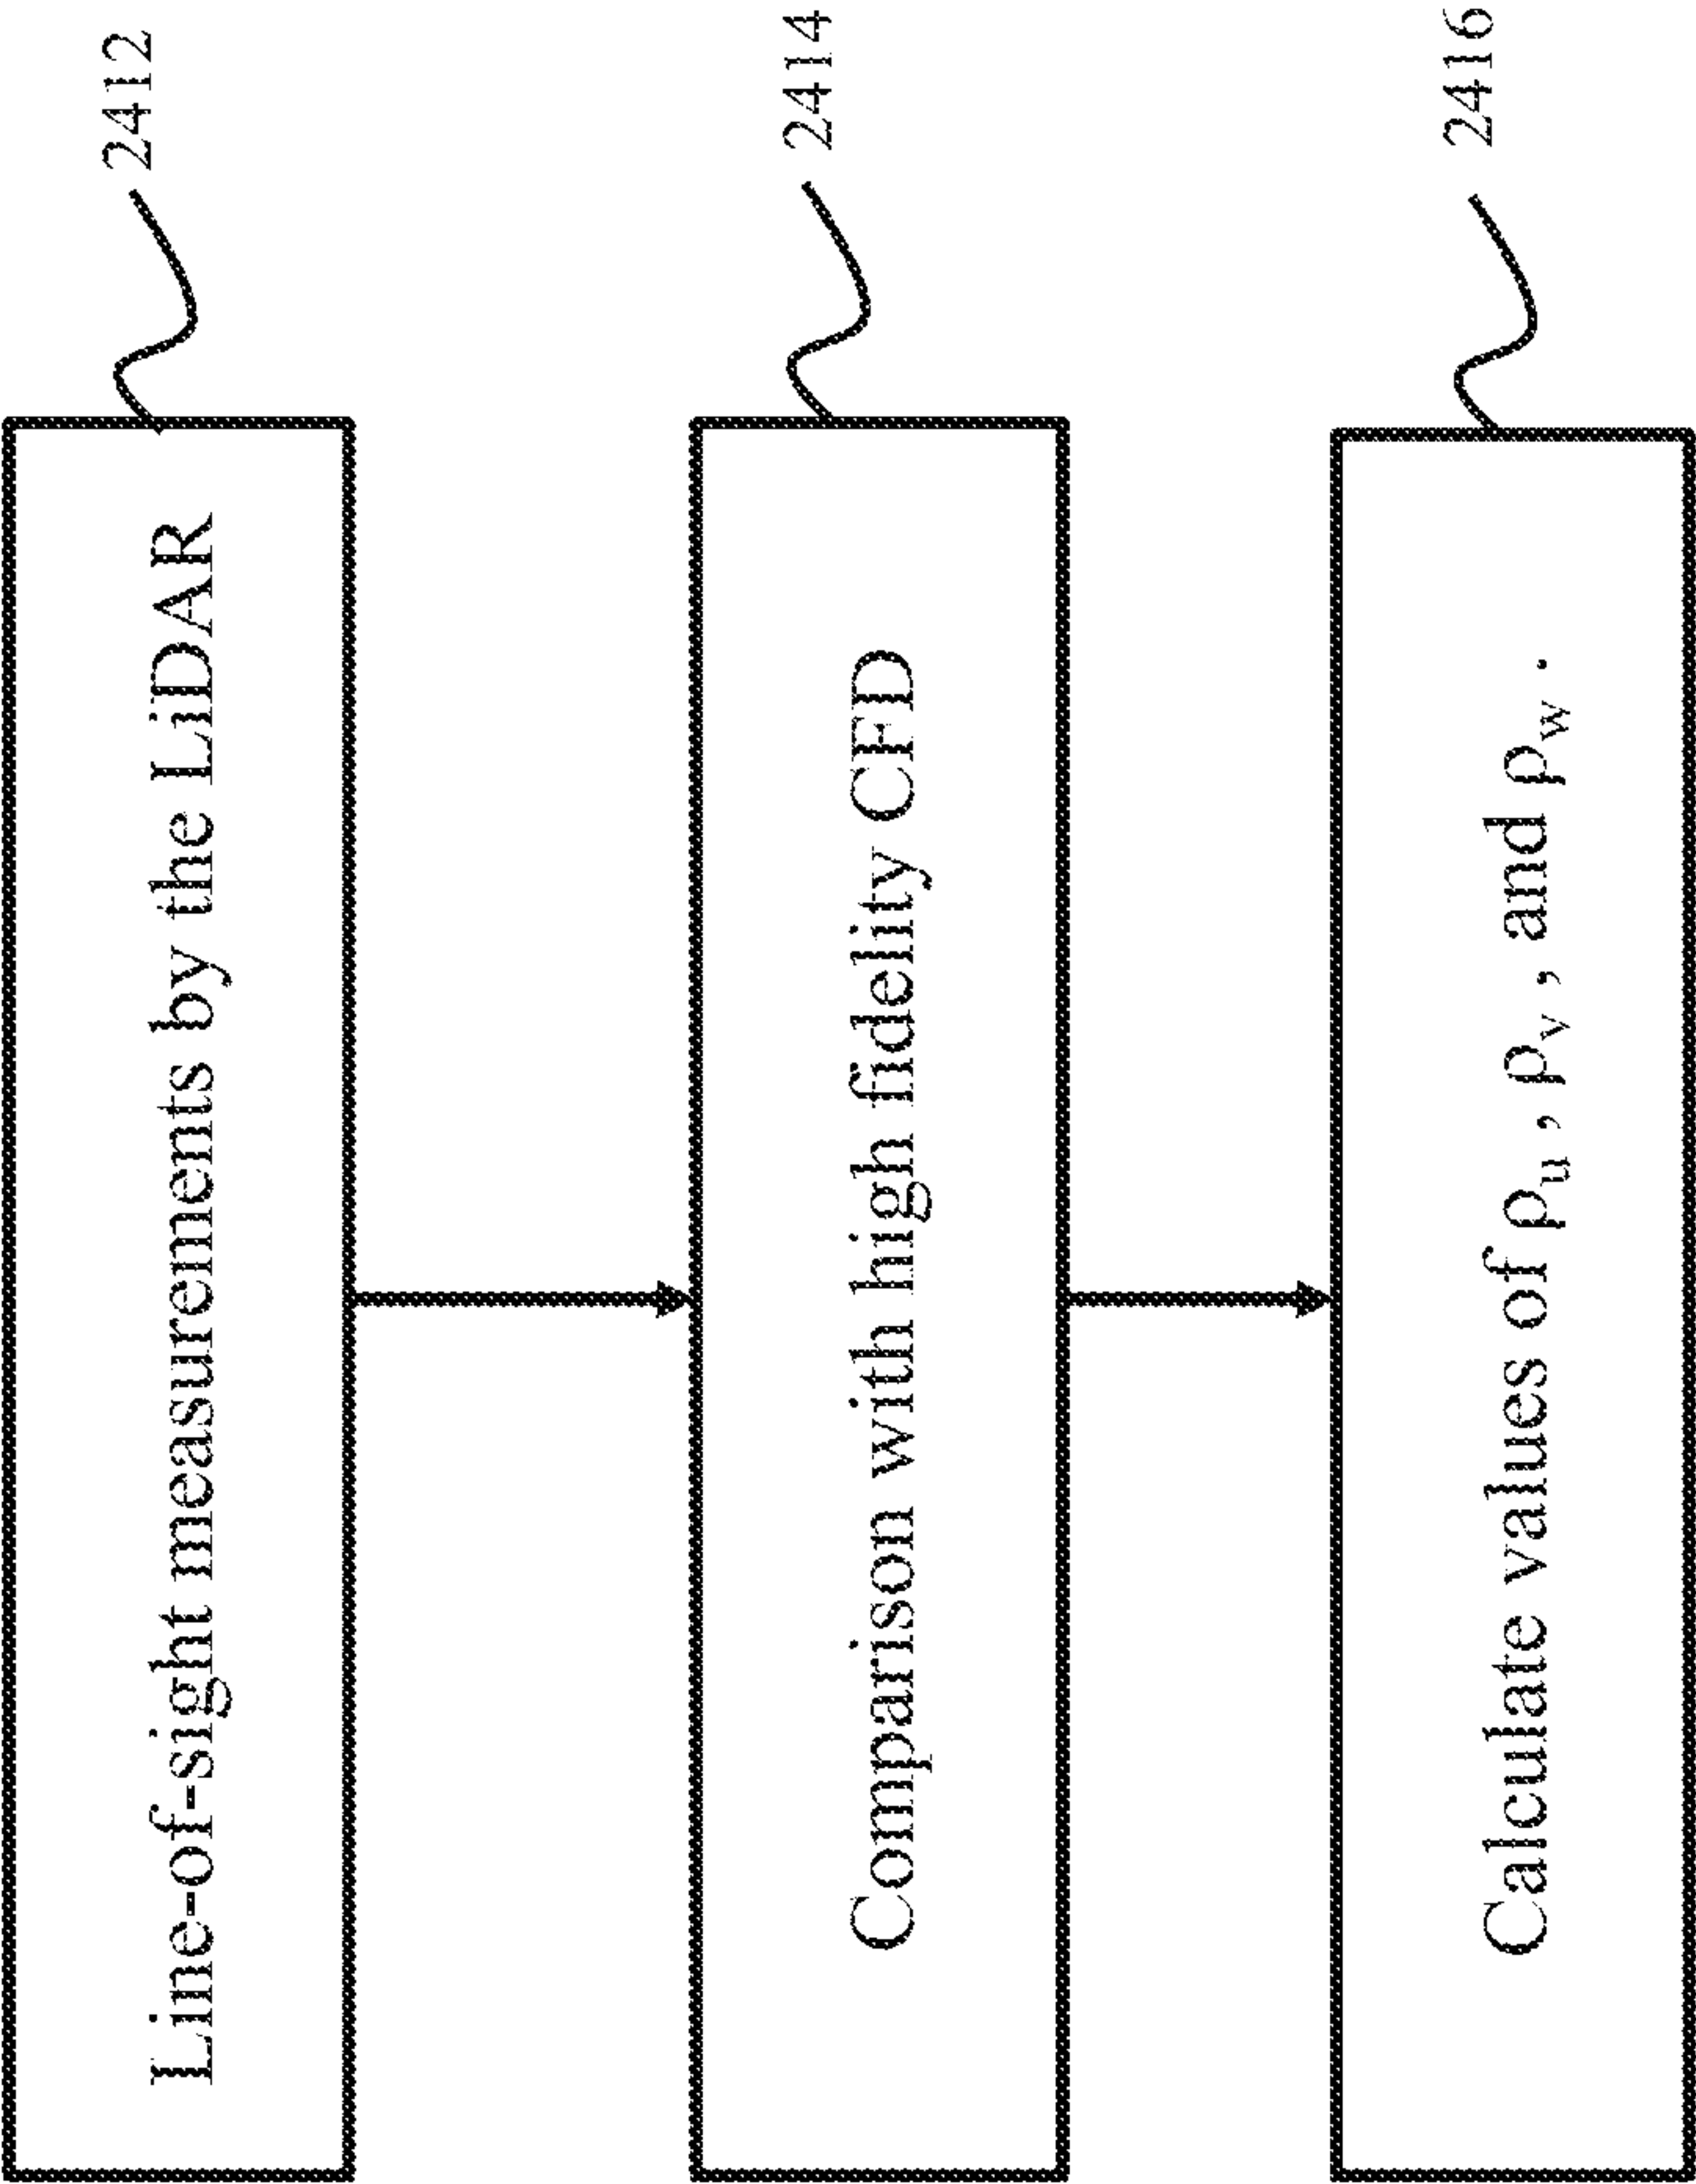 Line-of-sight measurements by the LiDAR
2412
Comparison with high fidelity CFD
2414
Calculate values of ρu , ρv , and ρw .
2416